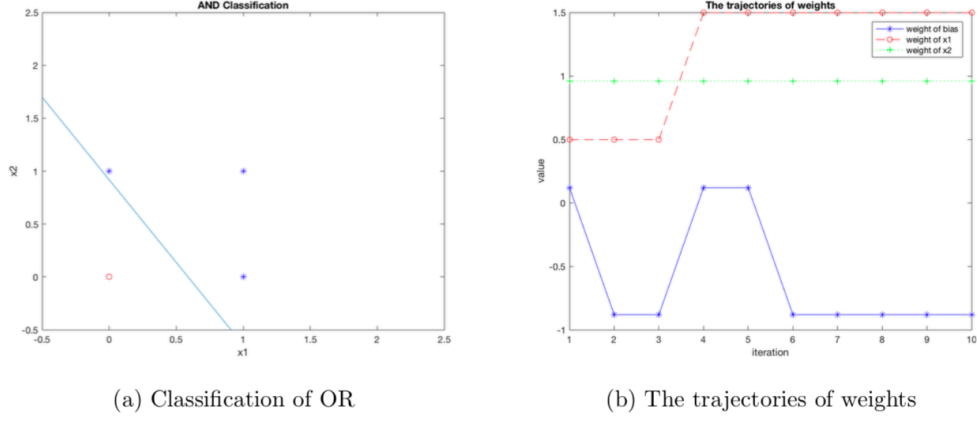 AND Classification
2.5
2
1.5
1
0.5
0
-0.5
x2
-0.5 0 0.5 1 1.5 2 2.5
x1
(a) Classification of OR
The trajectories of weights
1.5
1
0.5
0
-0.5
-1
value
weight of bias
weight of x1
weight of x2
1 2 3 4 5 6 7 8 9 10
iteration
(b) The trajectories of weights